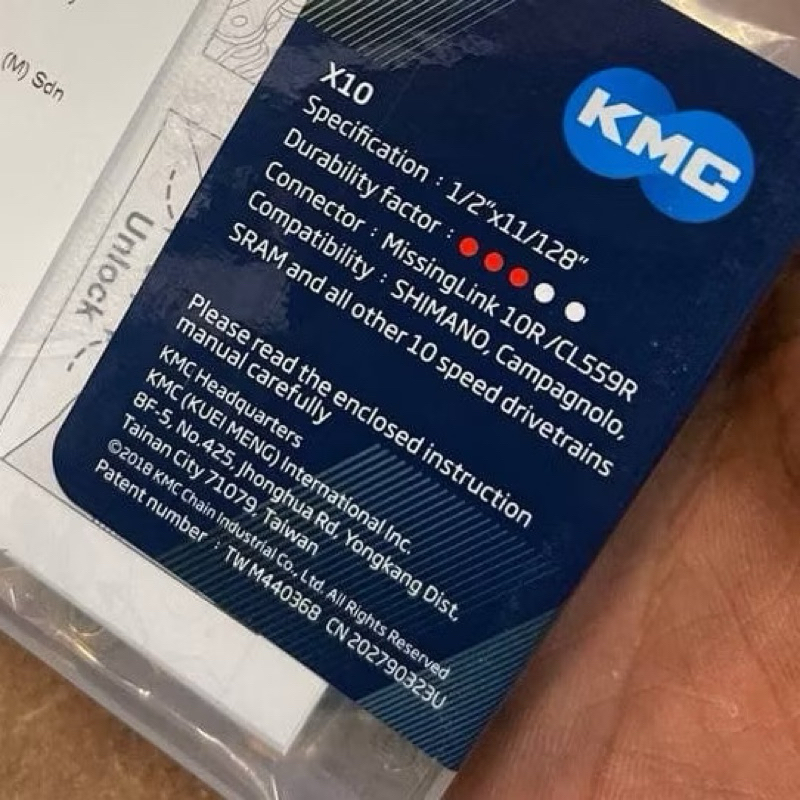 (M) Sdn
Unlock
KMC
X10
Specification : 1/2"x11/128"
Durability factor :
Connector : MissingLink 10R /CL559R
Compatibility : SHIMANO, Campagnolo,
SRAM and all other 10 speed drivetrains
Please read the enclosed instruction
manual carefully
KMC Headquarters
KMC (KUEI MENG) International Inc.
8F-5, No.425, Jhonghua Rd, Yongkang Dist,
Tainan City 71079, Taiwan
©2018 KMC Chain Industrial Co., Ltd. All Rights Reserved
Patent number : TW M440368 CN 202790323U